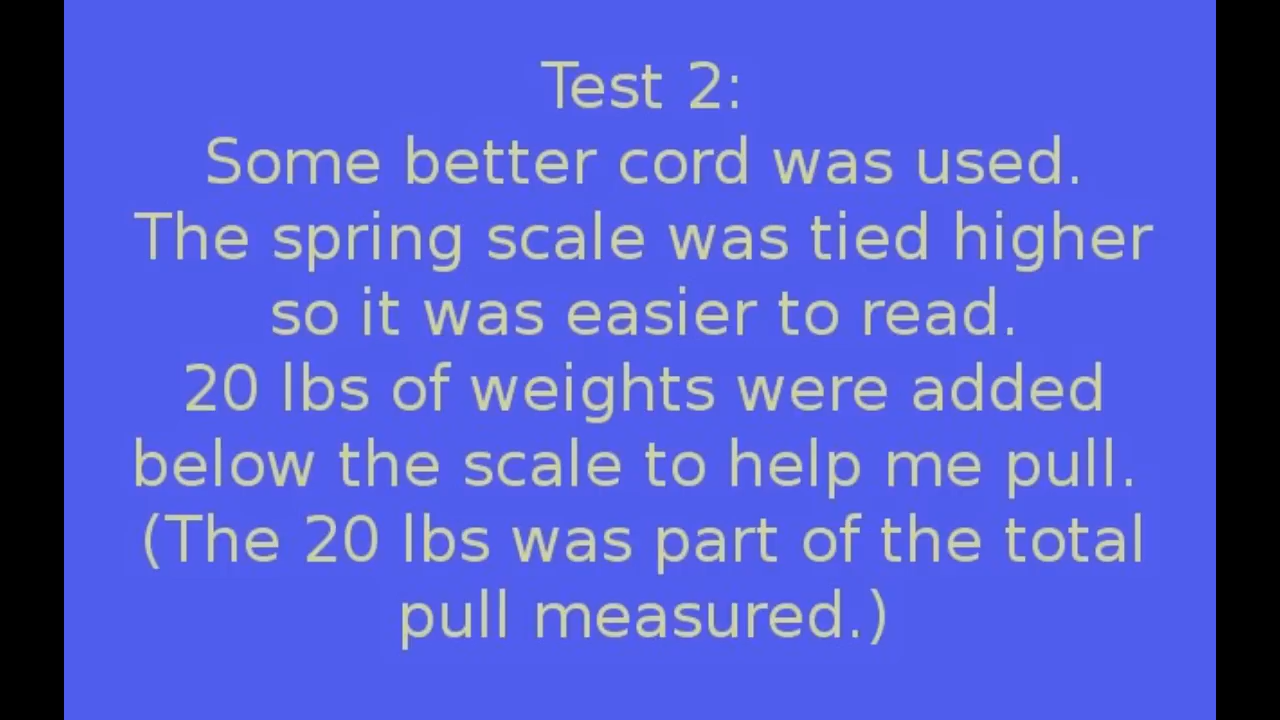 Test 2:
Some better cord was used.
The spring scale was tied higher
so it was easier to read.
20 lbs of weights were added
below the scale to help me pull.
(The 20 lbs was part of the total
pull measured.)